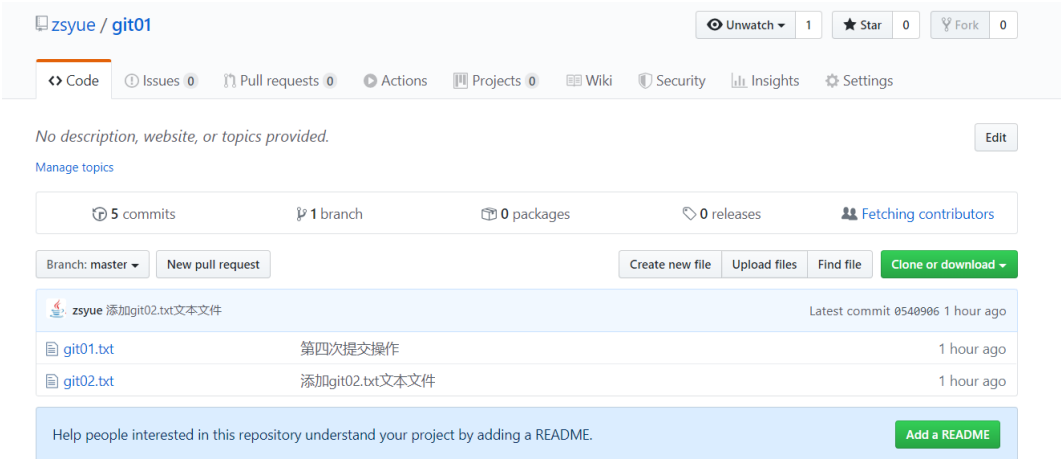 zsyue / git01 Unwatch 1 Star 0 Fork 0
Code Issues 0 Pull requests 0 Actions Projects 0 Wiki Security Insights Settings
No description, website, or topics provided. Edit
Manage topics
5 commits 1 branch 0 packages 0 releases Fetching contributors
Branch: master New pull request Create new file Upload files Find file Clone or download
zsyue 添加git02.txt文本文件 Latest commit 0540906 1 hour ago
git01.txt 第四次提交操作 1 hour ago
git02.txt 添加git02.txt文本文件 1 hour ago
Help people interested in this repository understand your project by adding a README. Add a README